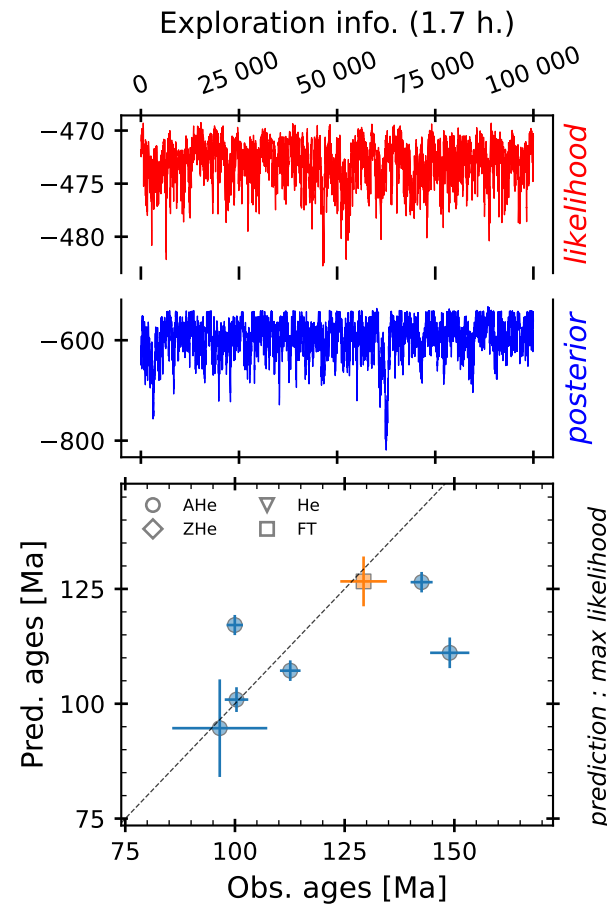 Exploration info. (1.7 h.)
0 25 000 50 000 75 000 100 000
−470
−475
−480
likelihood
−600
−800
posterior
AHe He
ZHe FT
125
100
75
Pred. ages [Ma]
prediction : max likelihood
75 100 125 150
Obs. ages [Ma]